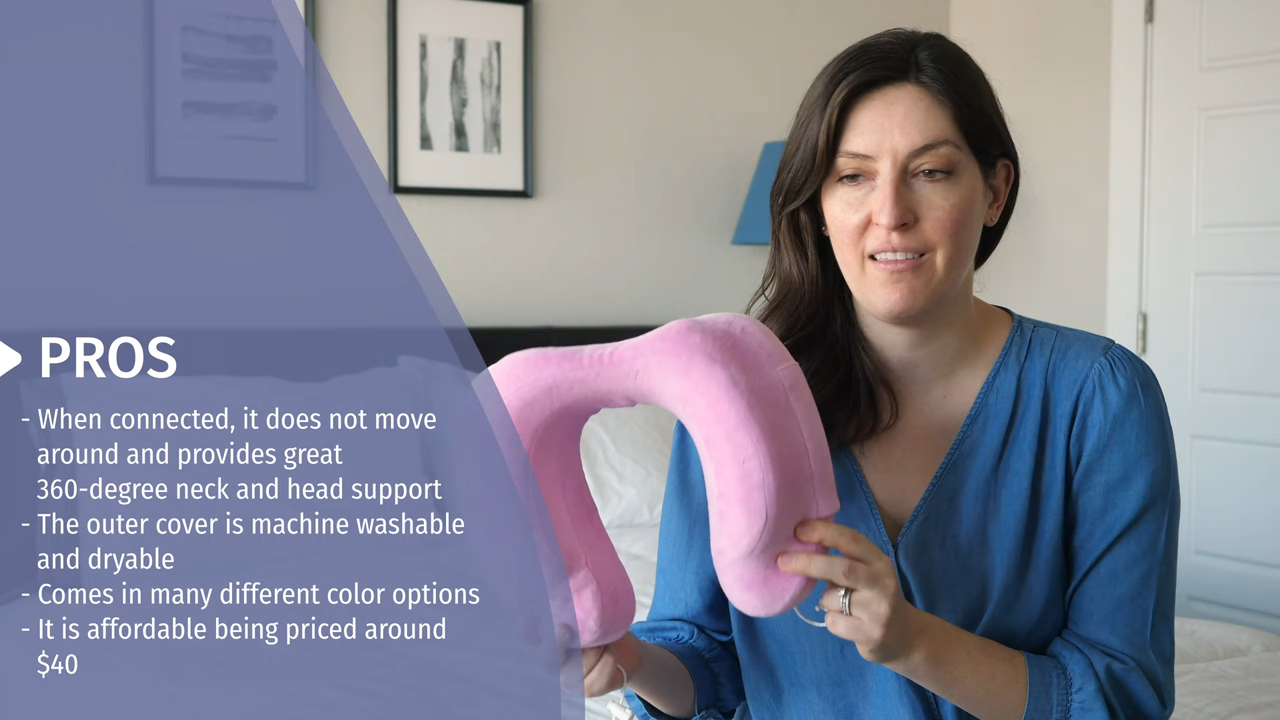 PROS
- When connected, it does not move
around and provides great
360-degree neck and head support
- The outer cover is machine washable
and dryable
- Comes in many different color options
- It is affordable being priced around
$40